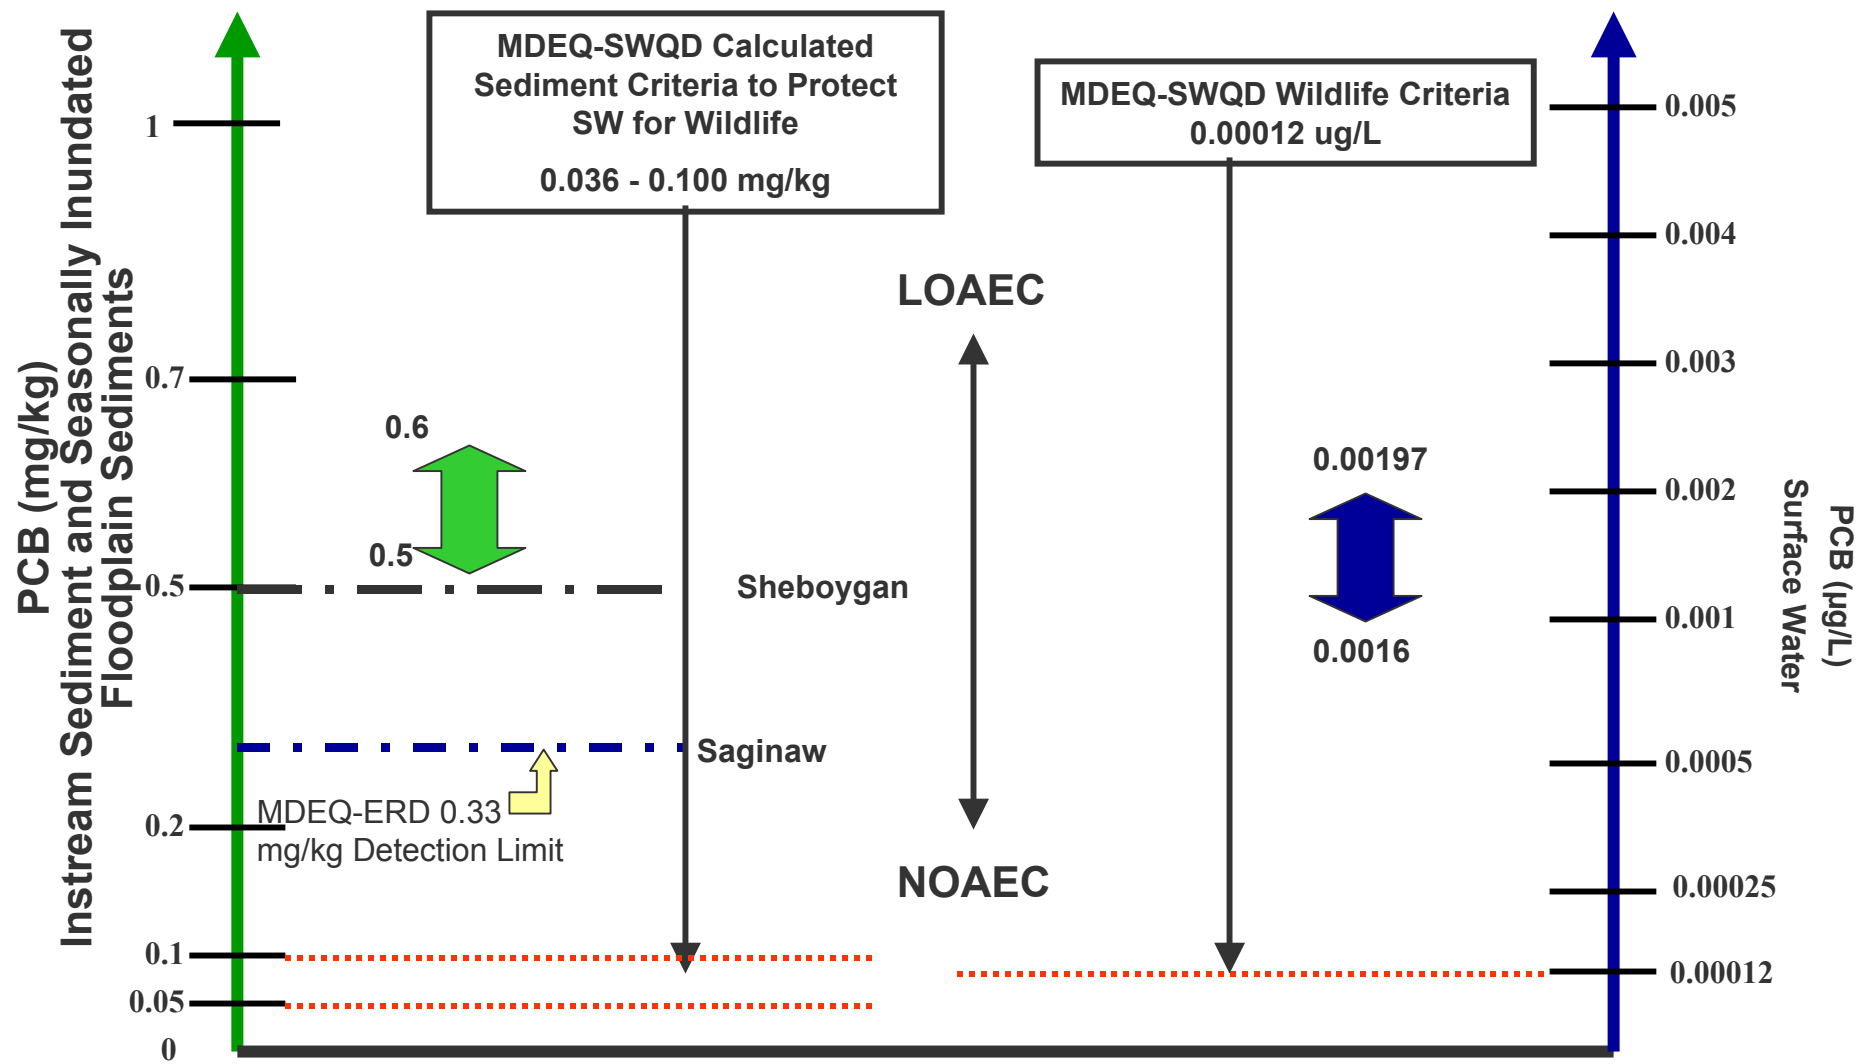 PCB (mg/kg)
Instream Sediment and Seasonally Inundated
Floodplain Sediments
1
0.7
0.5
0.2
0.1
0.05
0
MDEQ-SWQD Calculated
Sediment Criteria to Protect
SW for Wildlife
0.036 - 0.100 mg/kg
MDEQ-SWQD Wildlife Criteria
0.00012 ug/L
LOAEC
NOAEC
0.6
0.5
Sheboygan
Saginaw
MDEQ-ERD 0.33
mg/kg Detection Limit
0.00197
0.0016
0.005
0.004
0.003
0.002
0.001
0.0005
0.00025
0.00012
PCB (µg/L)
Surface Water